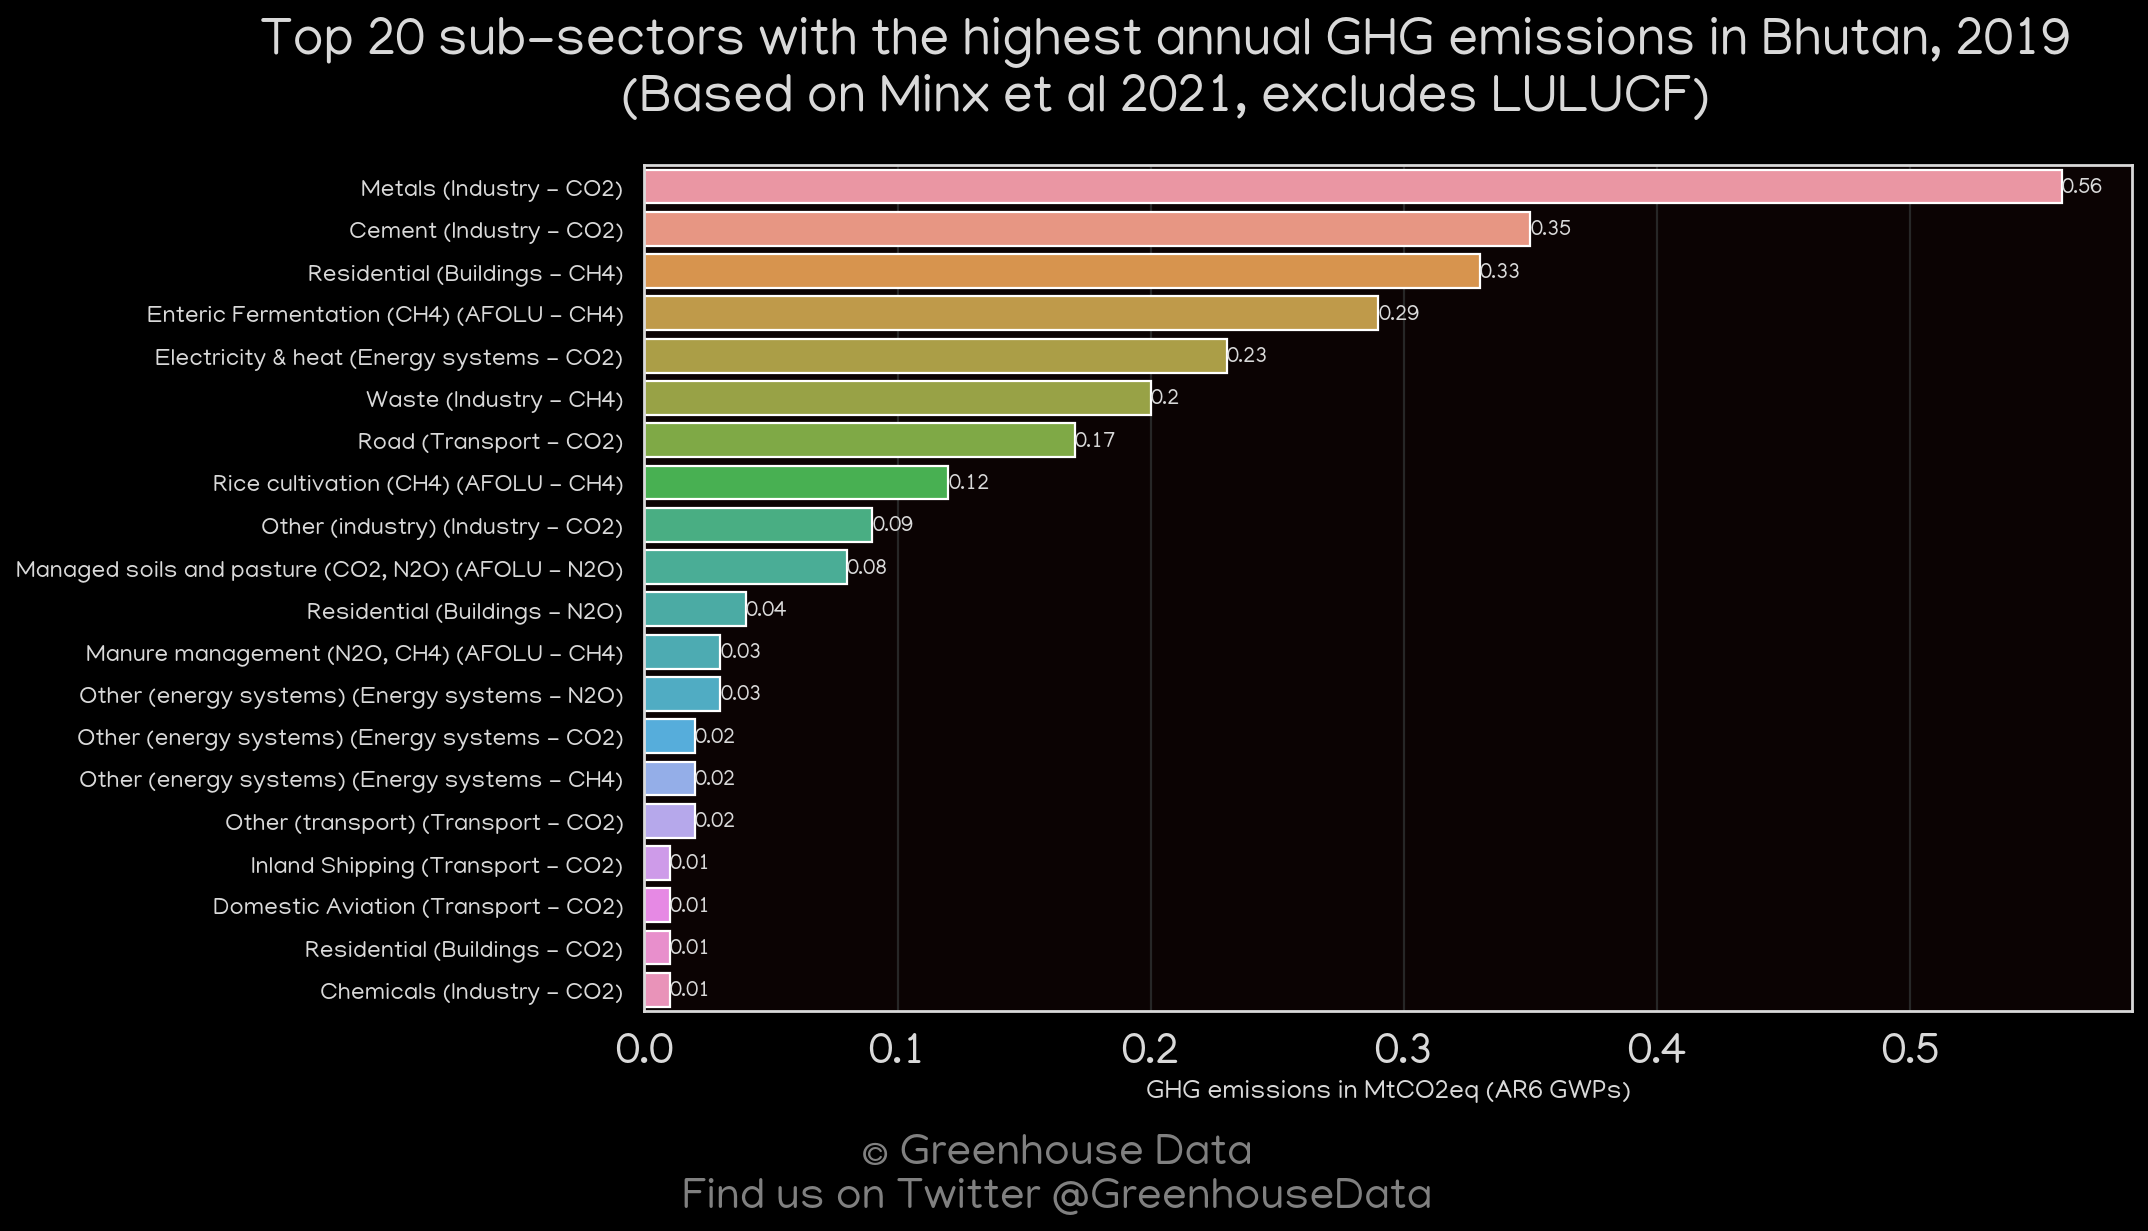 Top 20 sub-sectors with the highest annual GHG emissions in Bhutan, 2019
(Based on Minx et al 2021, excludes LULUCF)
Metals (Industry - CO2) 0.56
Cement (Industry - CO2) 0.35
Residential (Buildings - CH4) 0.33
Enteric Fermentation (CH4) (AFOLU - CH4) 0.29
Electricity & heat (Energy systems - CO2) 0.23
Waste (Industry - CH4) 0.2
Road (Transport - CO2) 0.17
Rice cultivation (CH4) (AFOLU - CH4) 0.12
Other (industry) (Industry - CO2) 0.09
Managed soils and pasture (CO2, N2O) (AFOLU - N2O) 0.08
Residential (Buildings - N2O) 0.04
Manure management (N2O, CH4) (AFOLU - CH4) 0.03
Other (energy systems) (Energy systems - N2O) 0.03
Other (energy systems) (Energy systems - CO2) 0.02
Other (energy systems) (Energy systems - CH4) 0.02
Other (transport) (Transport - CO2) 0.02
Inland Shipping (Transport - CO2) 0.01
Domestic Aviation (Transport - CO2) 0.01
Residential (Buildings - CO2) 0.01
Chemicals (Industry - CO2) 0.01
0.0 0.1 0.2 0.3 0.4 0.5
GHG emissions in MtCO2eq (AR6 GWPs)
© Greenhouse Data
Find us on Twitter @GreenhouseData